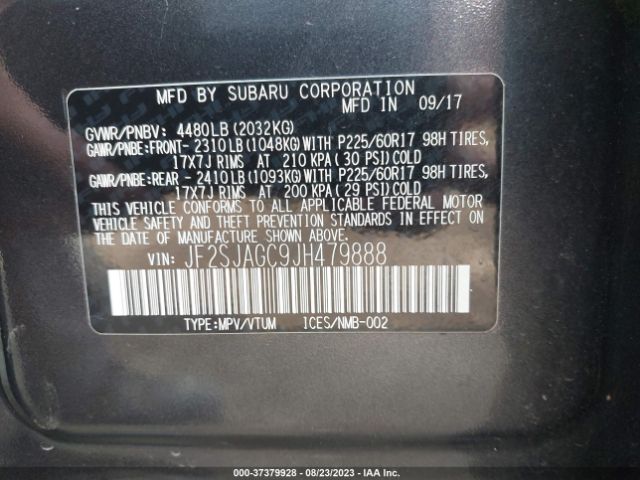 MFD BY SUBARU CORPORATION
MFD IN 09/17
GVWR/PNBV: 4480LB(2032KG)
GAWR/PNBE:FRONT- 2310LB(1048KG)WITH P225/60R17 98H TIRES,
17X7J RIMS AT 210 KPA(30 PSI)COLD
GAWR/PNBE:REAR - 2410LB(1093KG)WITH P225/60R17 98H TIRES,
17X7J RIMS AT 200 KPA(29 PSI)COLD
THIS VEHICLE CONFORMS TO ALL APPLICABLE FEDERAL MOTOR
VEHICLE SAFETY AND THEFT PREVENTION STANDARDS IN EFFECT ON
THE DATE OF MANUFACTURE SHOWN ABOVE.
VIN: JF2SJAGC9JH479888
TYPE:MPV/VTUM ICES/NMB-002
000-37379928 - 08/23/2023 - IAA Inc.